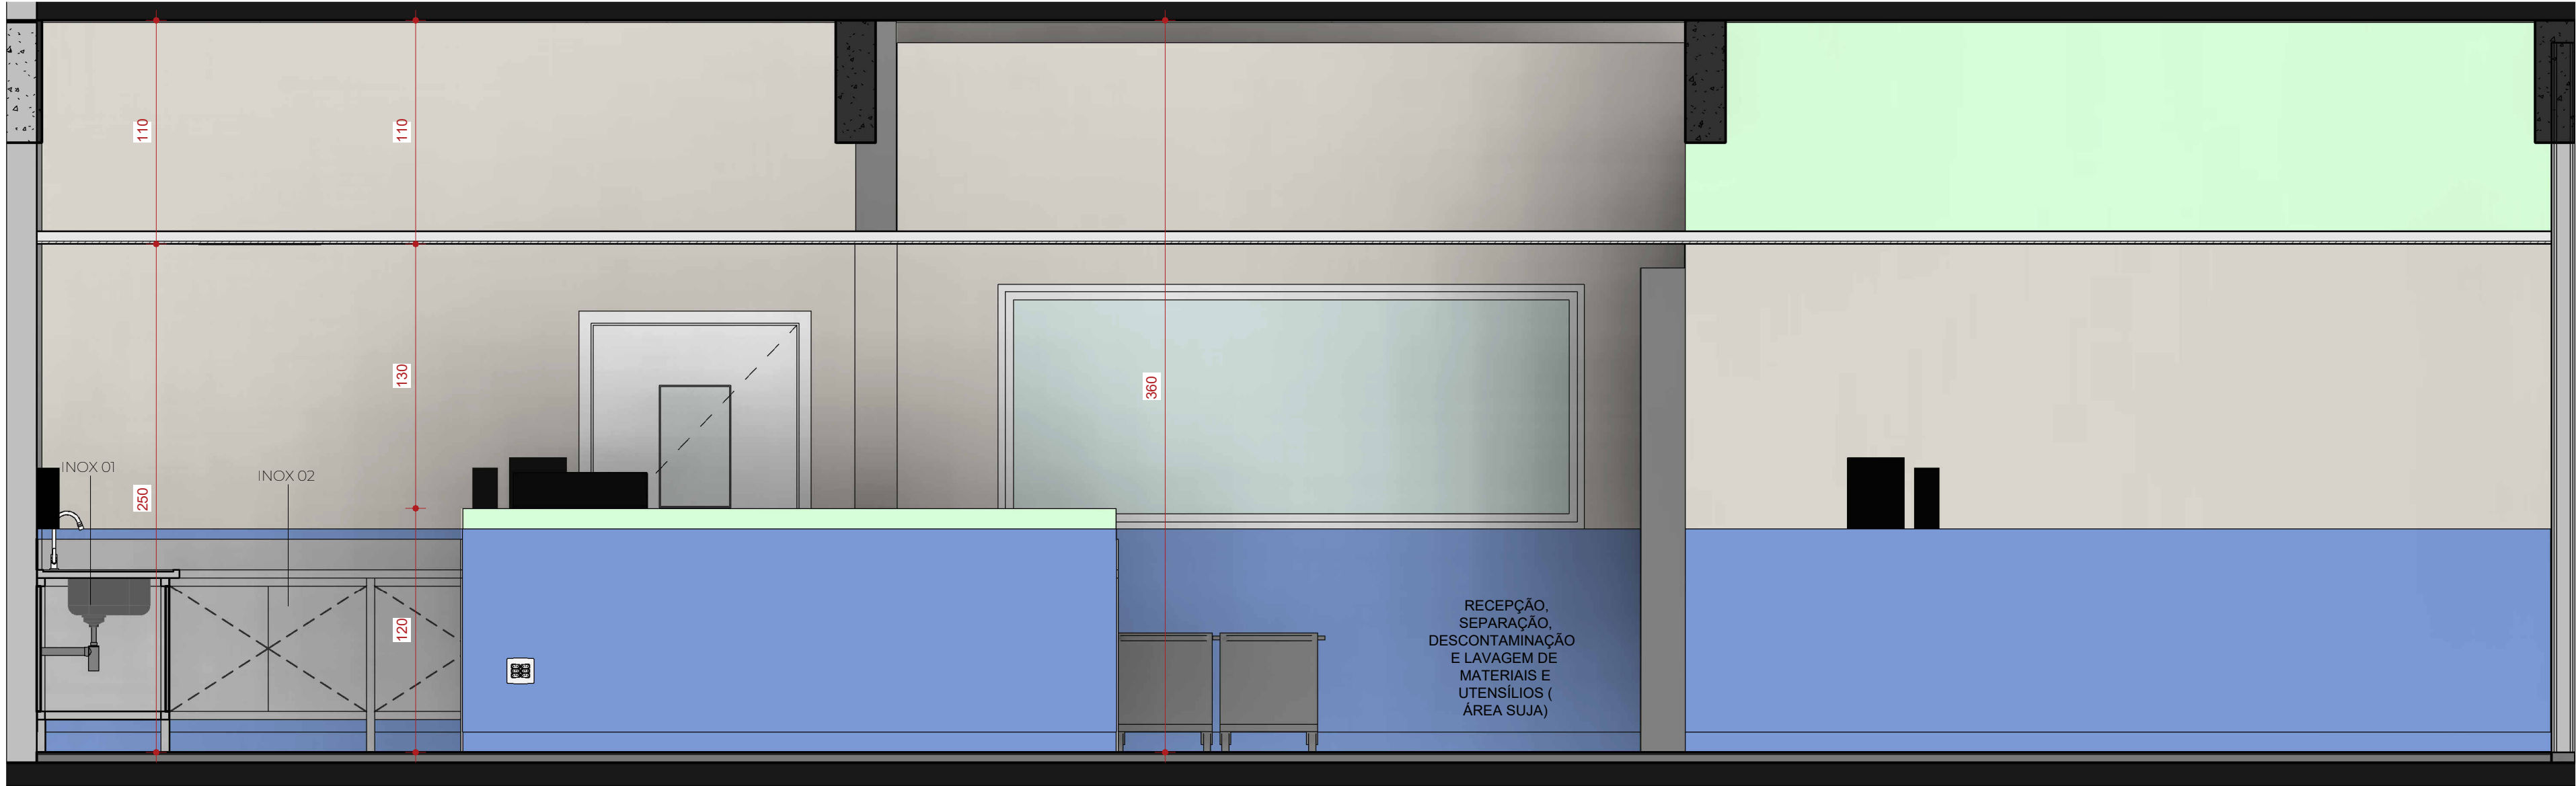 110
110
130
360
INOX 01
INOX 02
250
120
RECEPÇÃO,
SEPARAÇÃO,
DESCONTAMINAÇÃO
E LAVAGEM DE
MATERIAIS E
UTENSÍLIOS (
ÁREA SUJA)